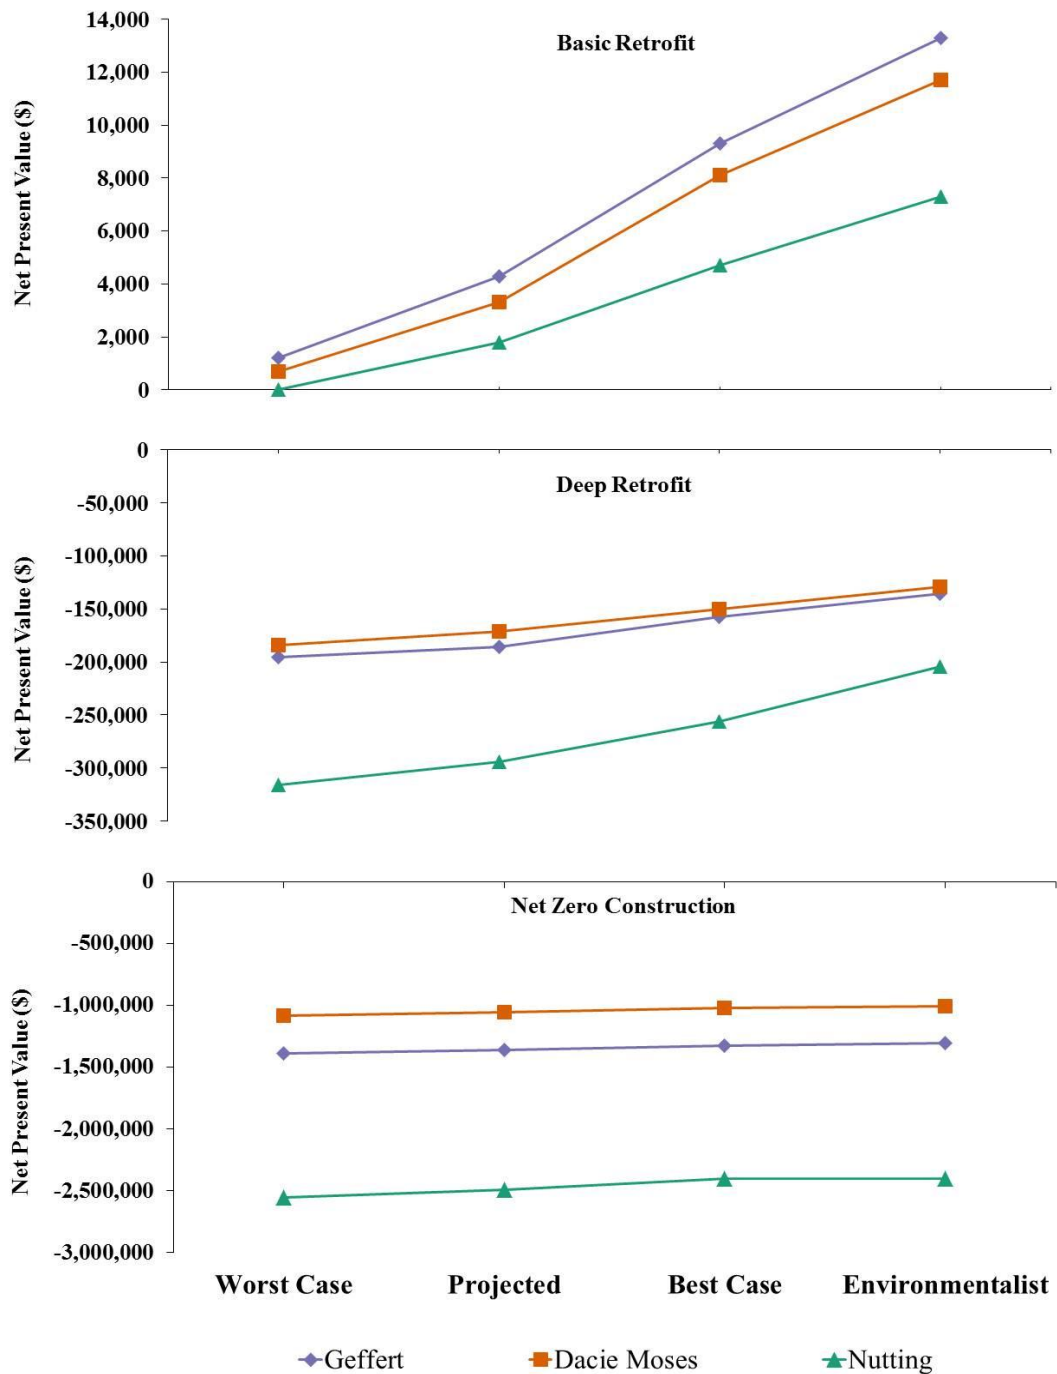 Basic Retrofit
Net Present Value ($)
14,000
12,000
10,000
8,000
6,000
4,000
2,000
0
Deep Retrofit
Net Present Value ($)
0
-50,000
-100,000
-150,000
-200,000
-250,000
-300,000
-350,000
Net Zero Construction
Net Present Value ($)
0
-500,000
-1,000,000
-1,500,000
-2,000,000
-2,500,000
-3,000,000
Worst Case Projected Best Case Environmentalist
Geffert Dacie Moses Nutting